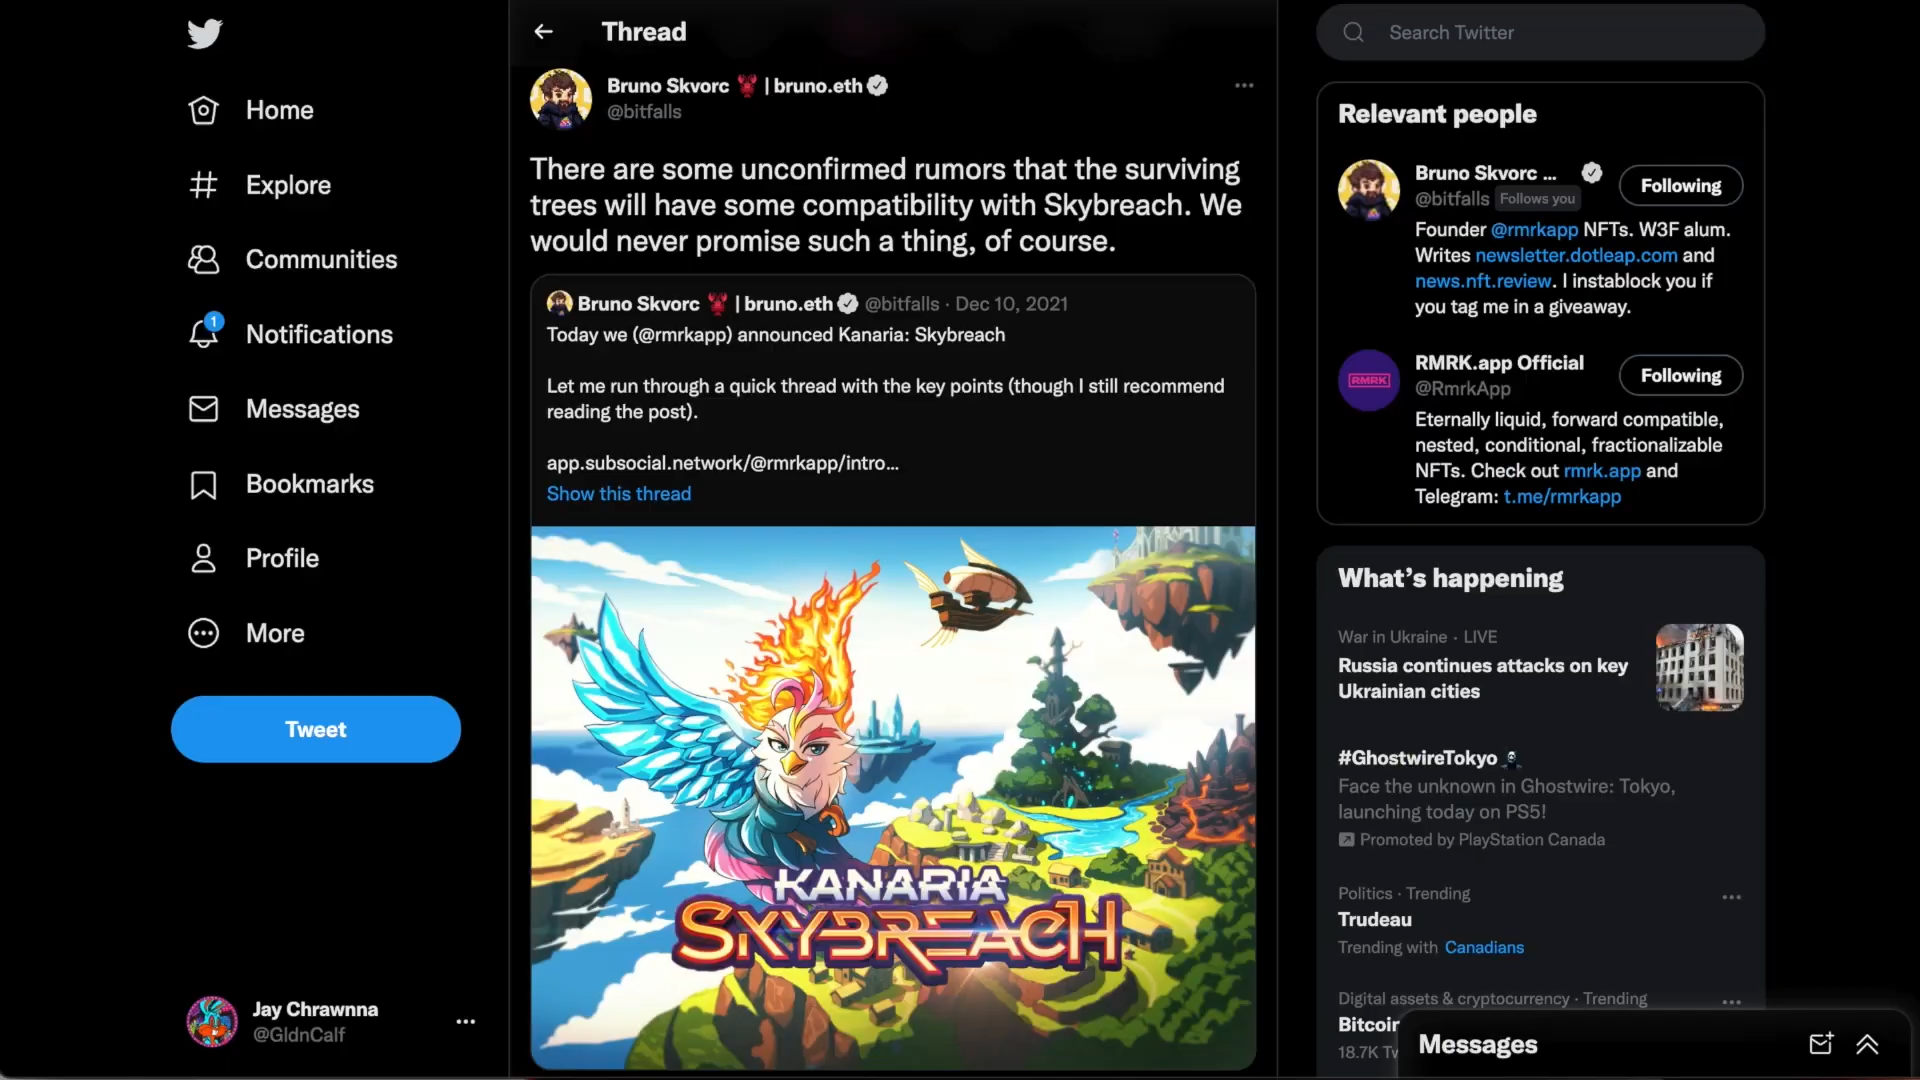 Home
Explore
Communities
1
Notifications
Messages
Bookmarks
Profile
More
Tweet
Jay Chrawnna
@GldnCalf
Thread
Bruno Skvorc 🦞 | bruno.eth
@bitfalls
There are some unconfirmed rumors that the surviving
trees will have some compatibility with Skybreach. We
would never promise such a thing, of course.
Bruno Skvorc 🦞 | bruno.eth @bitfalls · Dec 10, 2021
Today we (@rmrkapp) announced Kanaria: Skybreach
Let me run through a quick thread with the key points (though I still recommend
reading the post).
app.subsocial.network/@rmrkapp/intro…
Show this thread
KANARIA
SKYBREACH
Search Twitter
Relevant people
Bruno Skvorc ...
Following
@bitfalls Follows you
Founder @rmrkapp NFTs. W3F alum.
Writes newsletter.dotleap.com and
news.nft.review. I instablock you if
you tag me in a giveaway.
RMRK
RMRK.app Official
Following
@RmrkApp
Eternally liquid, forward compatible,
nested, conditional, fractionalizable
NFTs. Check out rmrk.app and
Telegram: t.me/rmrkapp
What's happening
War in Ukraine · LIVE
Russia continues attacks on key
Ukrainian cities
#GhostwireTokyo
Face the unknown in Ghostwire: Tokyo,
launching today on PS5!
Promoted by PlayStation Canada
Politics · Trending
Trudeau
Trending with Canadians
Digital assets & cryptocurrency · Trending
Bitcoin
18.7K Tw
Messages